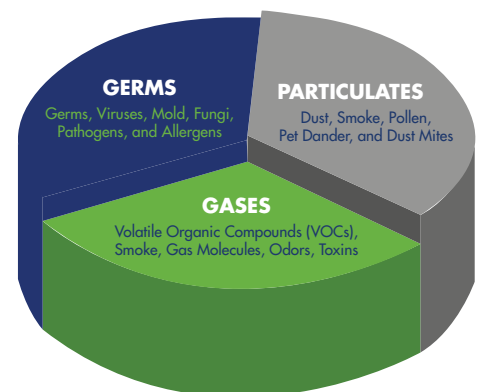 GERMS
Germs, Viruses, Mold, Fungi,
Pathogens, and Allergens
PARTICULATES
Dust, Smoke, Pollen,
Pet Dander, and Dust Mites
GASES
Volatile Organic Compounds (VOCs),
Smoke, Gas Molecules, Odors, Toxins